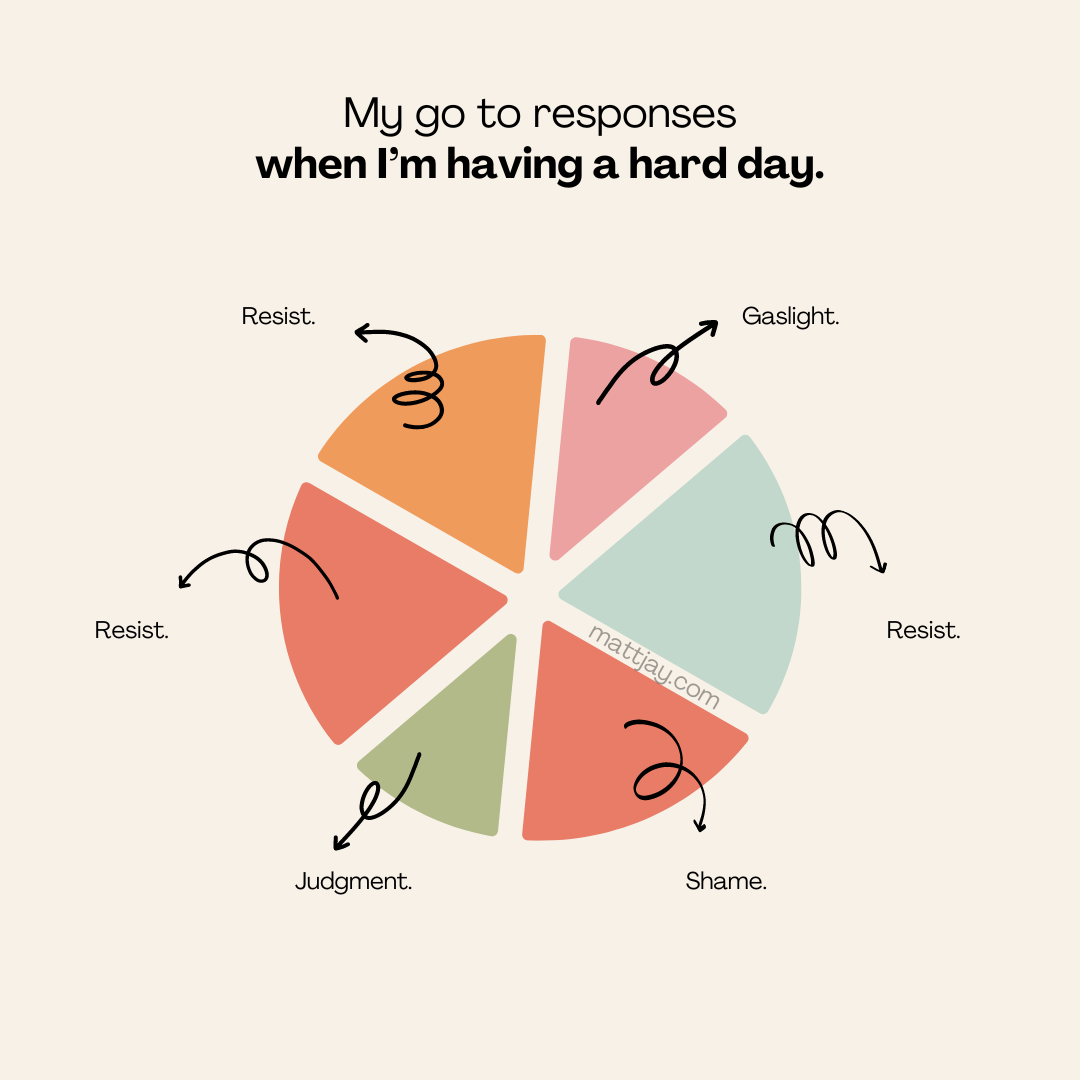 My go to responses
when I’m having a hard day.
Resist.
Gaslight.
Resist.
Resist.
mattjay.com
Judgment.
Shame.